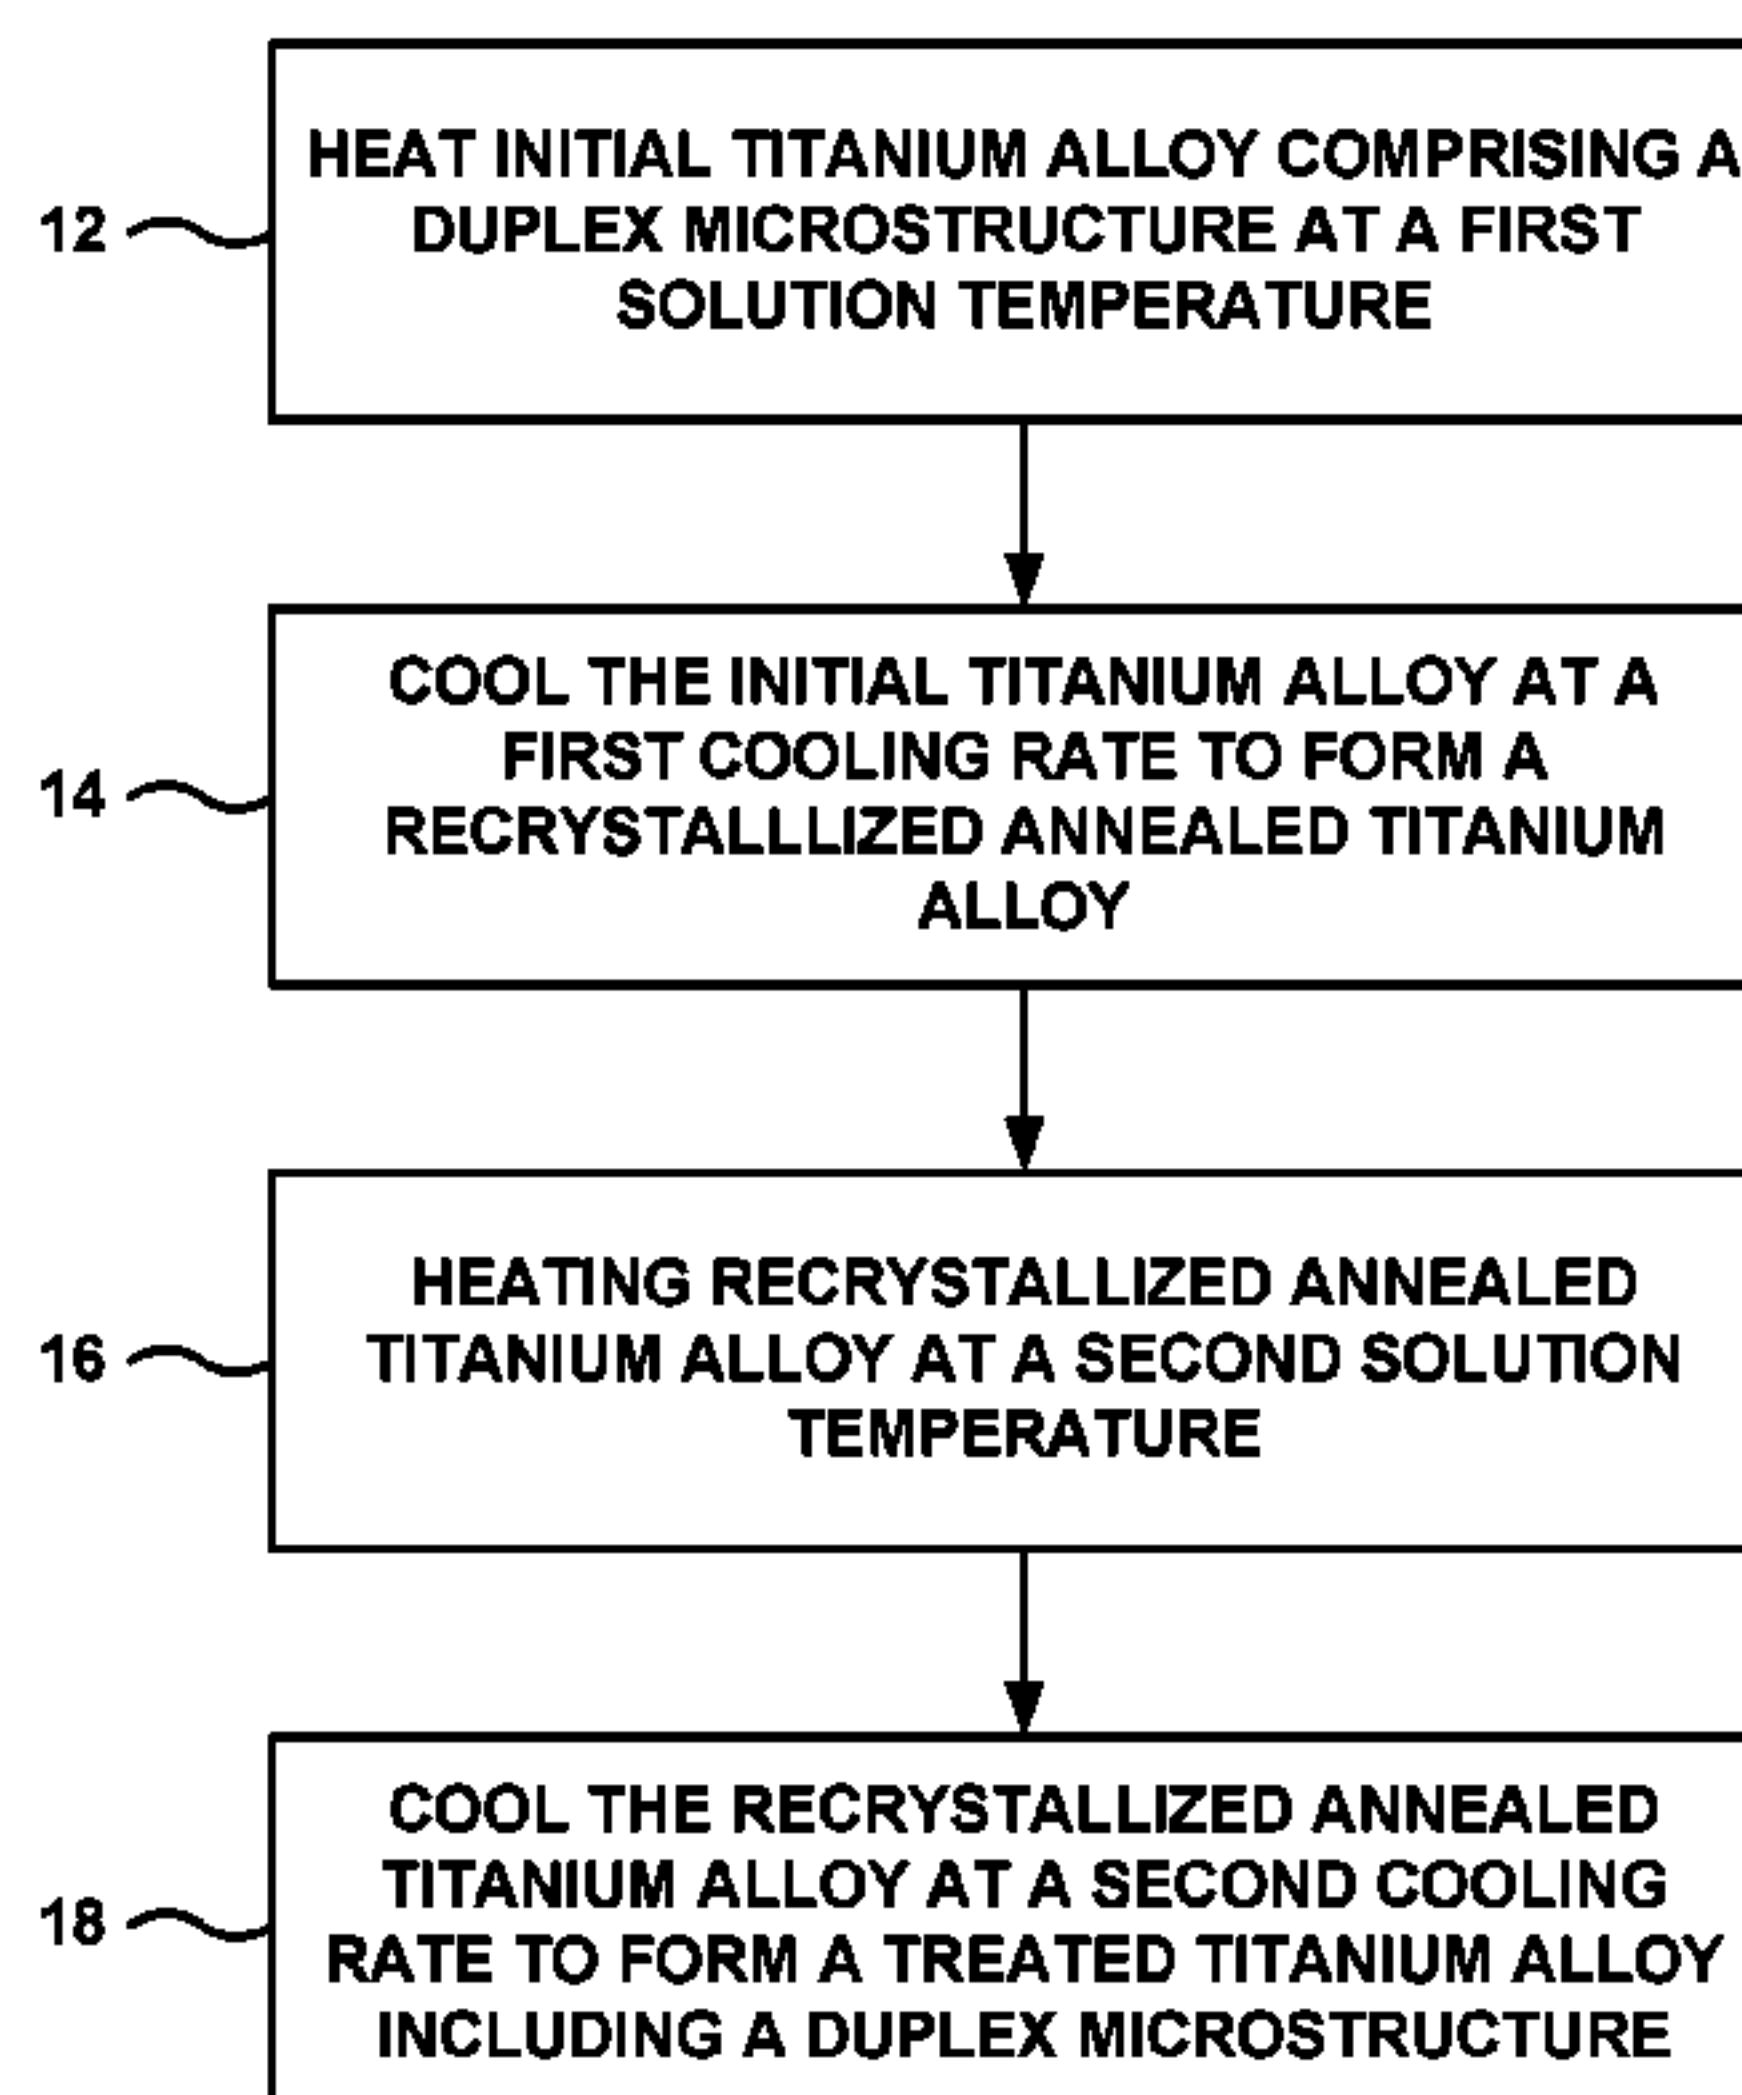 HEAT INITIAL TITANIUM ALLOY COMPRISING A
DUPLEX MICROSTRUCTURE AT A FIRST
SOLUTION TEMPERATURE
12
COOL THE INITIAL TITANIUM ALLOY AT A
FIRST COOLING RATE TO FORM A
RECRYSTALLLIZED ANNEALED TITANIUM
ALLOY
14
HEATING RECRYSTALLIZED ANNEALED
TITANIUM ALLOY AT A SECOND SOLUTION
TEMPERATURE
16
COOL THE RECRYSTALLIZED ANNEALED
TITANIUM ALLOY AT A SECOND COOLING
RATE TO FORM A TREATED TITANIUM ALLOY
INCLUDING A DUPLEX MICROSTRUCTURE
18